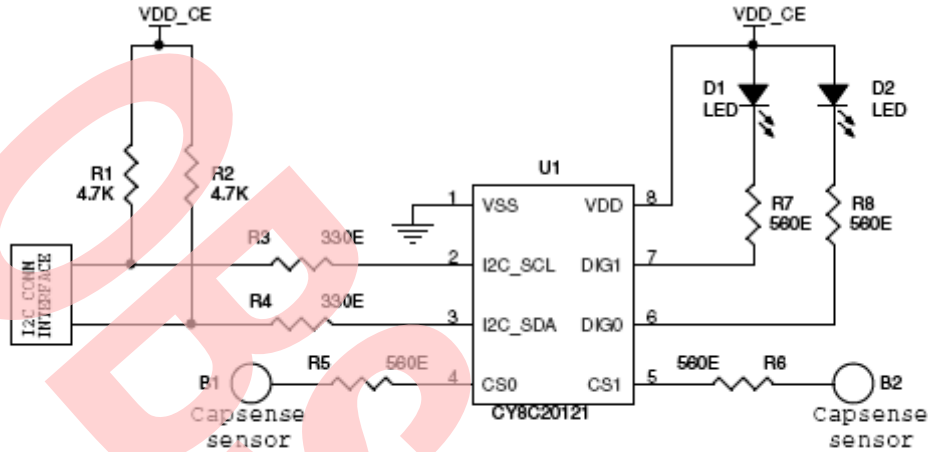 VDD_CE
VDD_CE
D1
LED
D2
LED
R1
4.7K
R2
4.7K
U1
1
VSS
VDD
8
R7
560E
R8
560E
I2C CONN
INTERFACE
R3
330E
2
I2C_SCL
DIG1
7
R4
330E
3
I2C_SDA
DIG0
6
B1
R5
560E
4
CS0
CS1
5
560E
R6
B2
CY8C20121
Capsense
sensor
Capsense
sensor